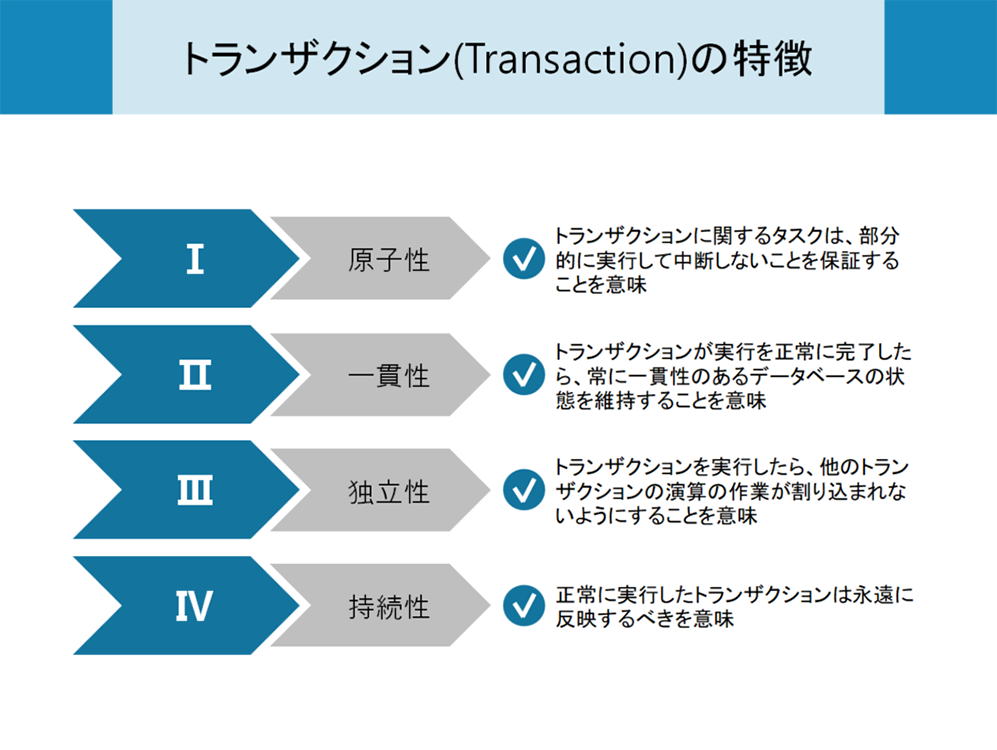 トランザクション(Transaction)の特徴
I
原子性
トランザクションに関するタスクは、部分
的に実行して中断しないことを保証する
ことを意味
II
一貫性
トランザクションが実行を正常に完了した
ら、常に一貫性のあるデータベースの状
態を維持することを意味
III
独立性
トランザクションを実行したら、他のトラン
ザクションの演算の作業が割り込まれな
いようにすることを意味
IV
持続性
正常に実行したトランザクションは永遠に
反映するべきを意味